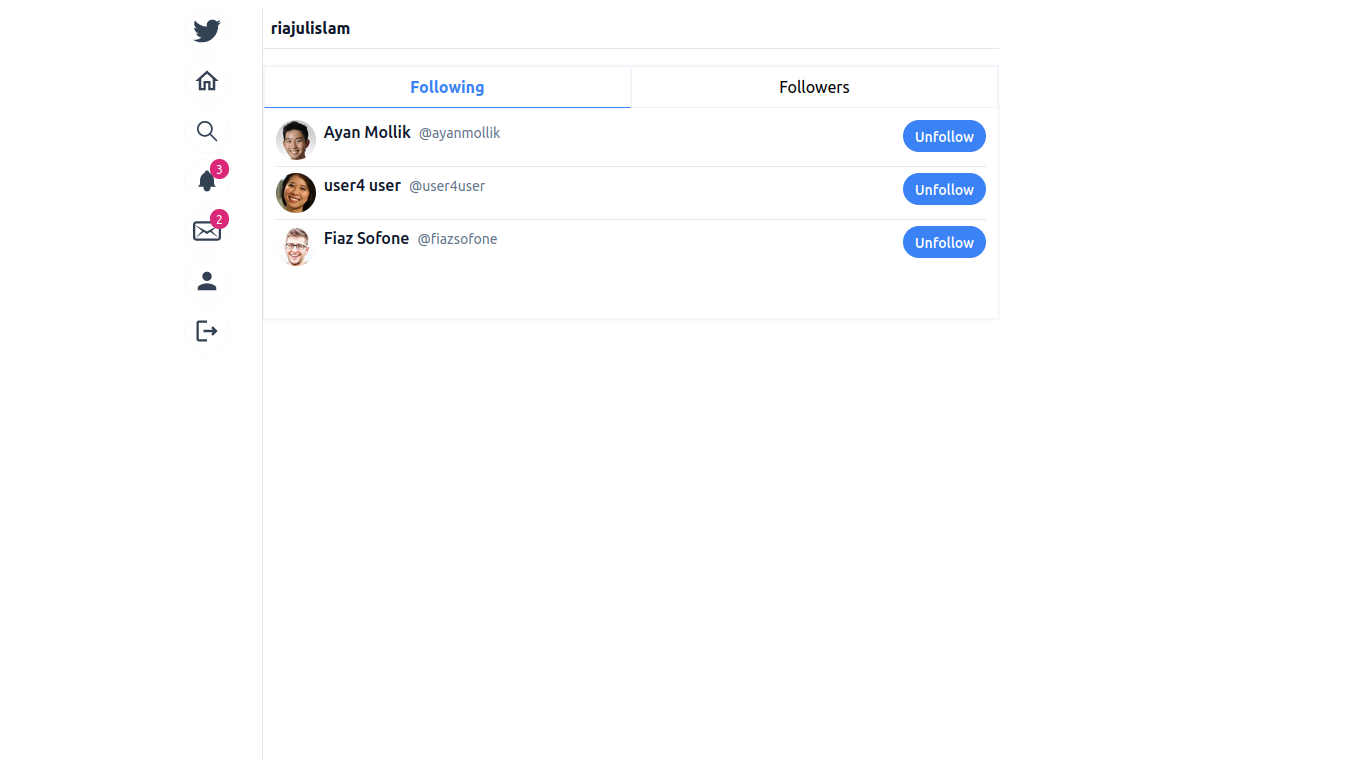 riajulislam
Following Followers
3
2
Ayan Mollik @ayanmollik Unfollow
user4 user @user4user Unfollow
Fiaz Sofone @fiazsofone Unfollow